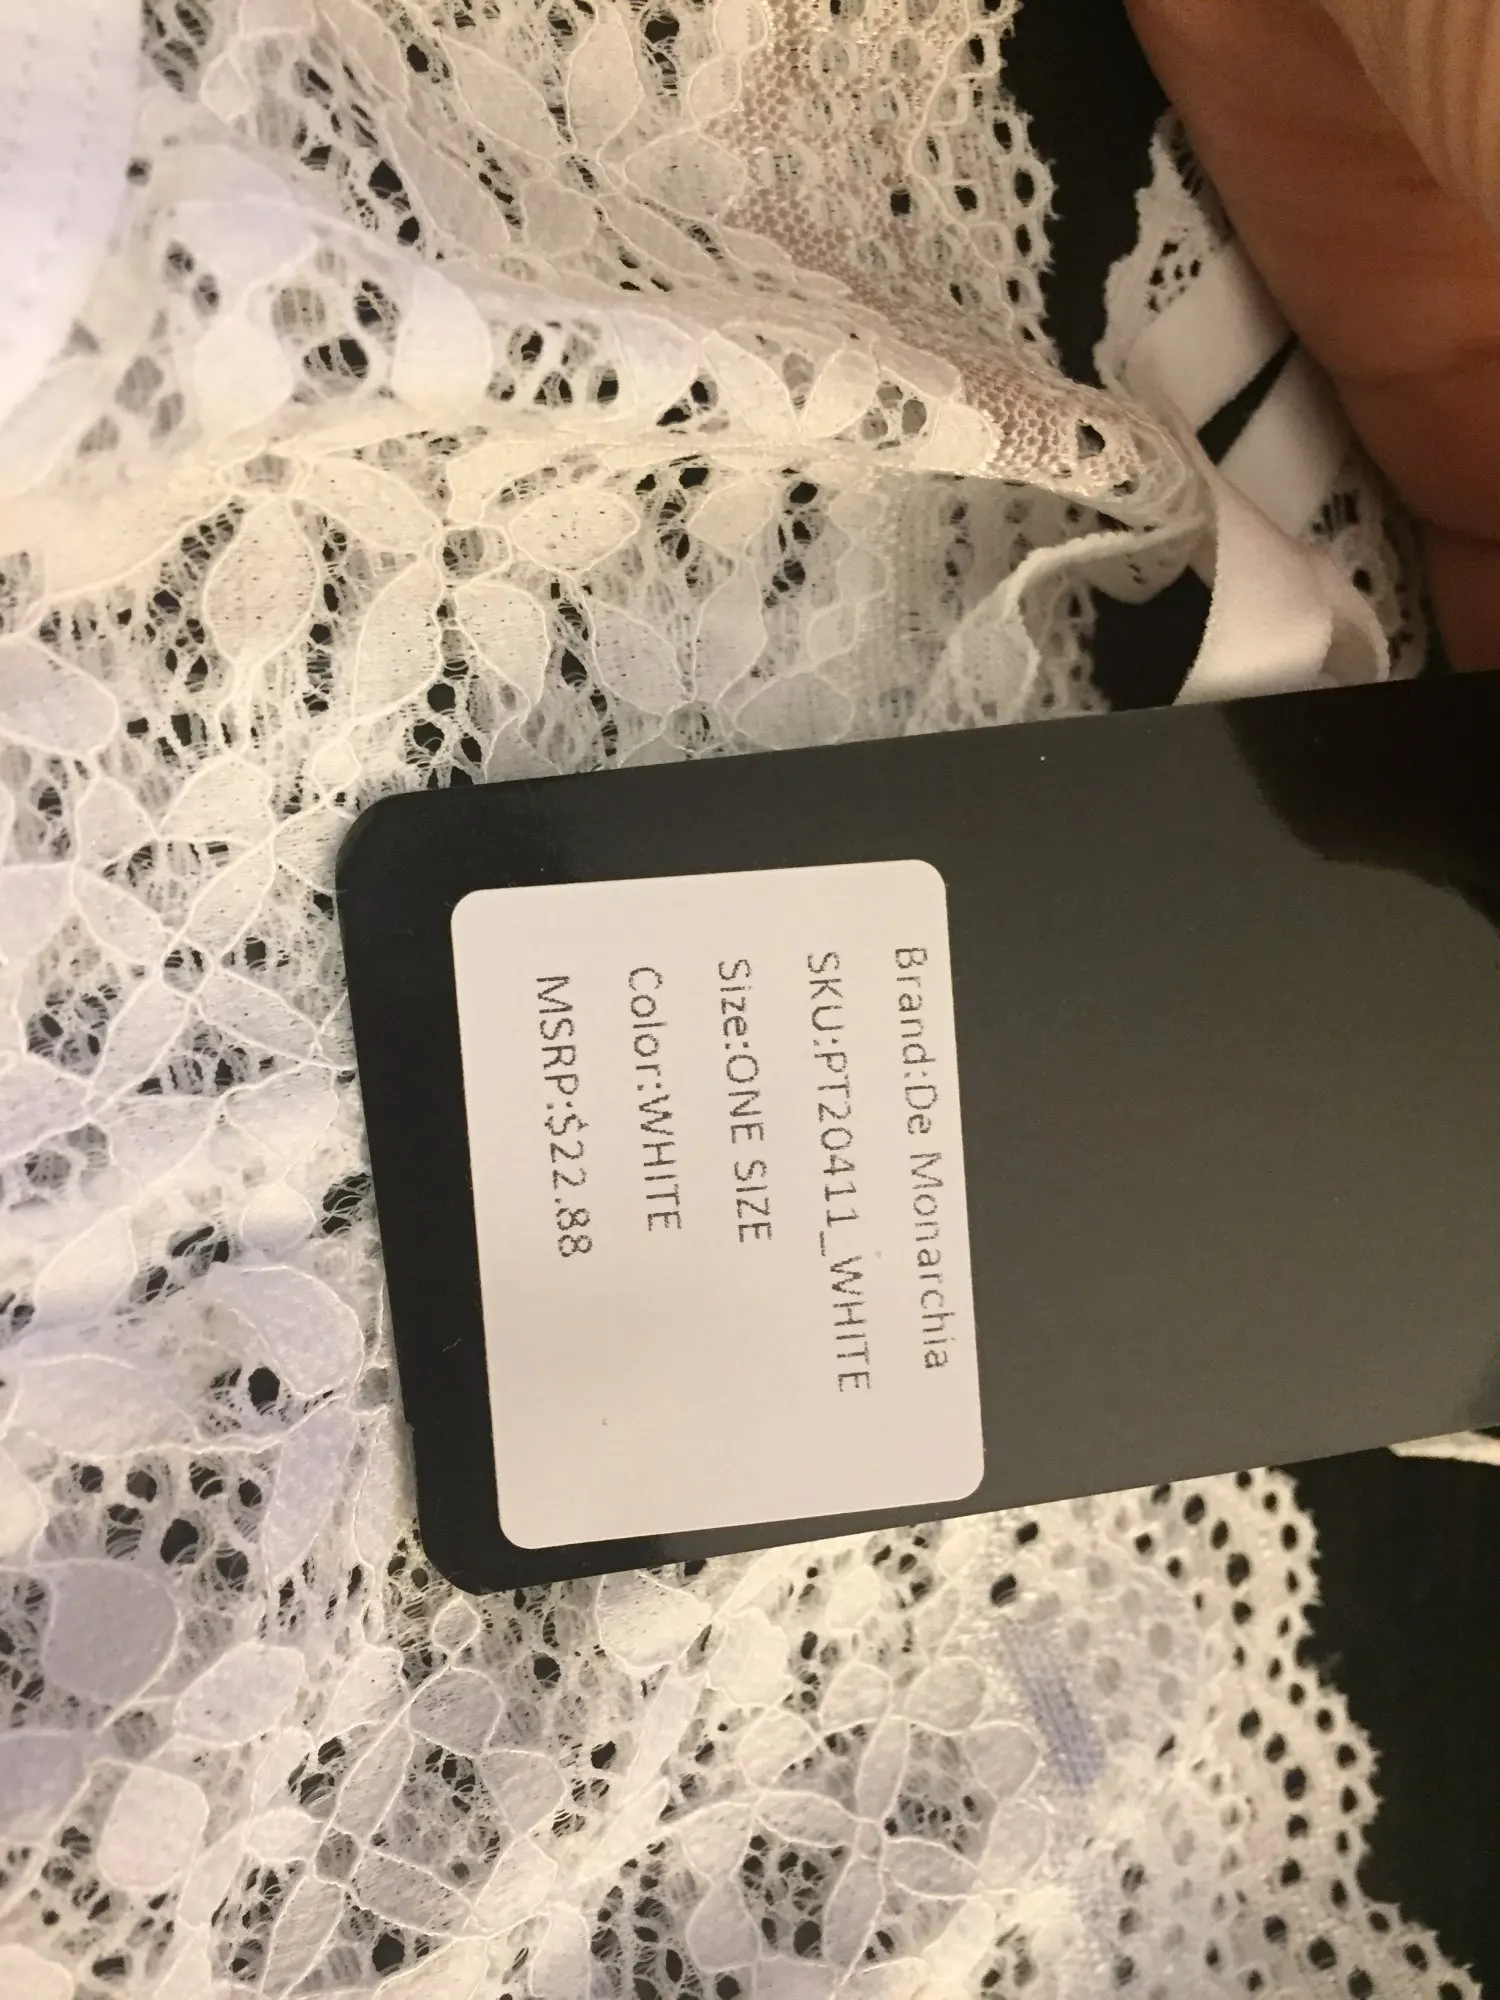 Brand:De Monarchia
SKU:PT20411_WHITE
Size:ONE SIZE
Color:WHITE
MSRP:$22.88